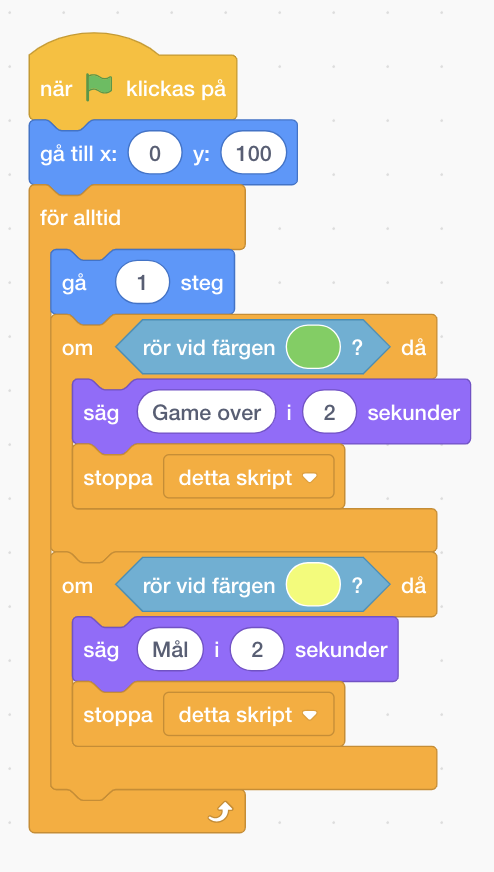 när klickas på
gå till x: 0 y: 100
för alltid
gå 1 steg
om rör vid färgen ? då
säg Game over i 2 sekunder
stoppa detta skript
om rör vid färgen ? då
säg Mål i 2 sekunder
stoppa detta skript